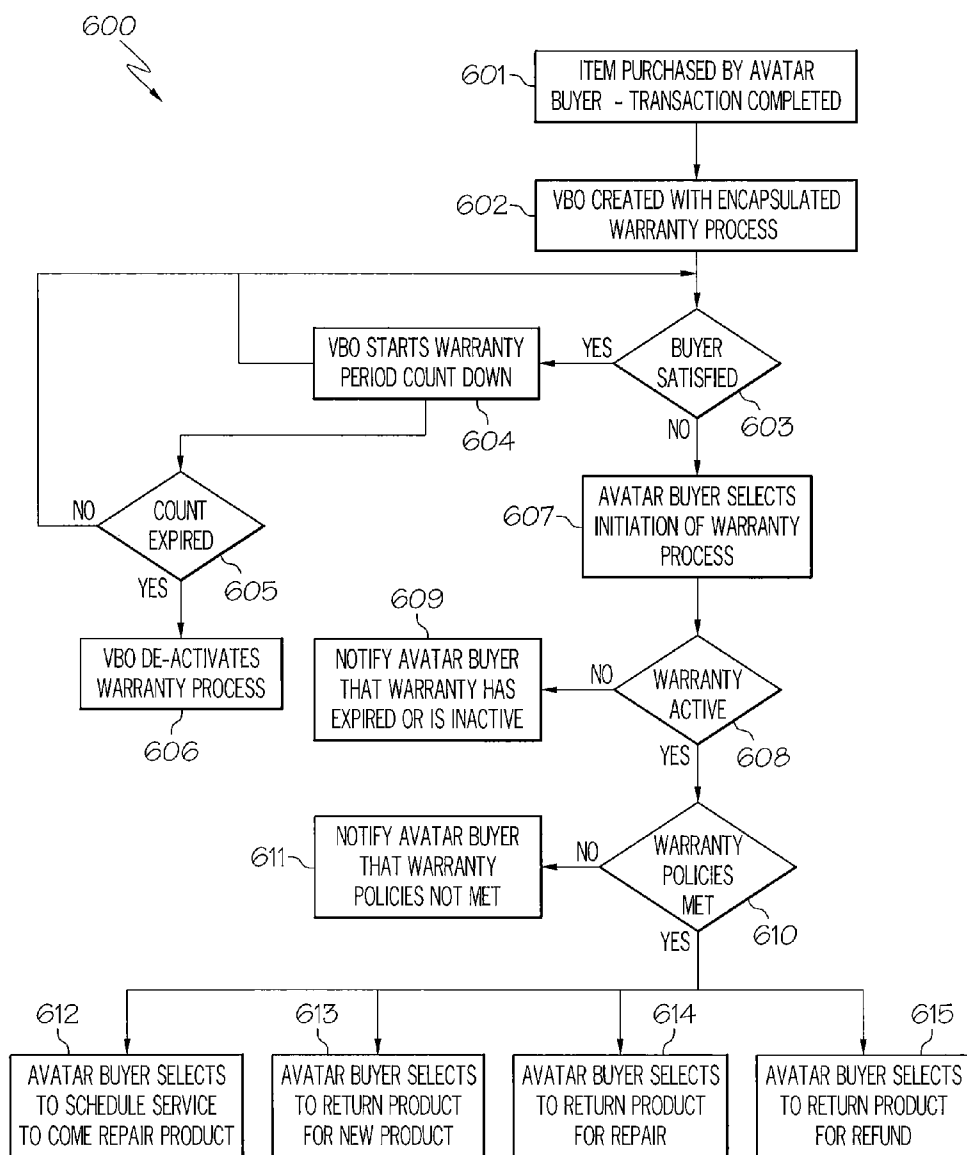 600
601
ITEM PURCHASED BY AVATAR
BUYER - TRANSACTION COMPLETED
602
VBO CREATED WITH ENCAPSULATED
WARRANTY PROCESS
BUYER
SATISFIED
603
YES
NO
VBO STARTS WARRANTY
PERIOD COUNT DOWN
604
COUNT
EXPIRED
605
NO
YES
VBO DE-ACTIVATES
WARRANTY PROCESS
606
607
AVATAR BUYER SELECTS
INITIATION OF WARRANTY
PROCESS
WARRANTY
ACTIVE
608
NO
YES
609
NOTIFY AVATAR BUYER
THAT WARRANTY HAS
EXPIRED OR IS INACTIVE
WARRANTY
POLICIES
MET
610
NO
YES
611
NOTIFY AVATAR BUYER
THAT WARRANTY
POLICIES NOT MET
612
AVATAR BUYER SELECTS
TO SCHEDULE SERVICE
TO COME REPAIR PRODUCT
613
AVATAR BUYER SELECTS
TO RETURN PRODUCT
FOR NEW PRODUCT
614
AVATAR BUYER SELECTS
TO RETURN PRODUCT
FOR REPAIR
615
AVATAR BUYER SELECTS
TO RETURN PRODUCT
FOR REFUND